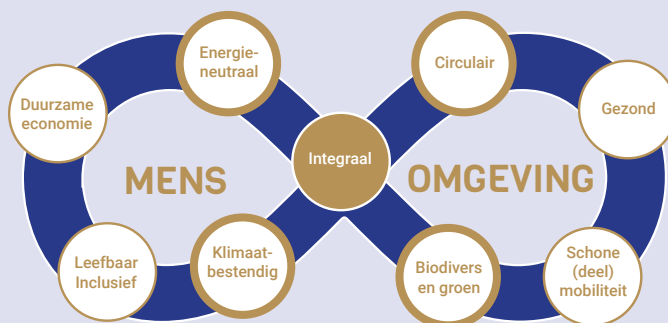 Energie-
neutraal
Duurzame
economie
MENS
Leefbaar
Inclusief
Klimaat-
bestendig
Integraal
Circulair
Gezond
OMGEVING
Biodivers
en groen
Schone
(deel)
mobiliteit